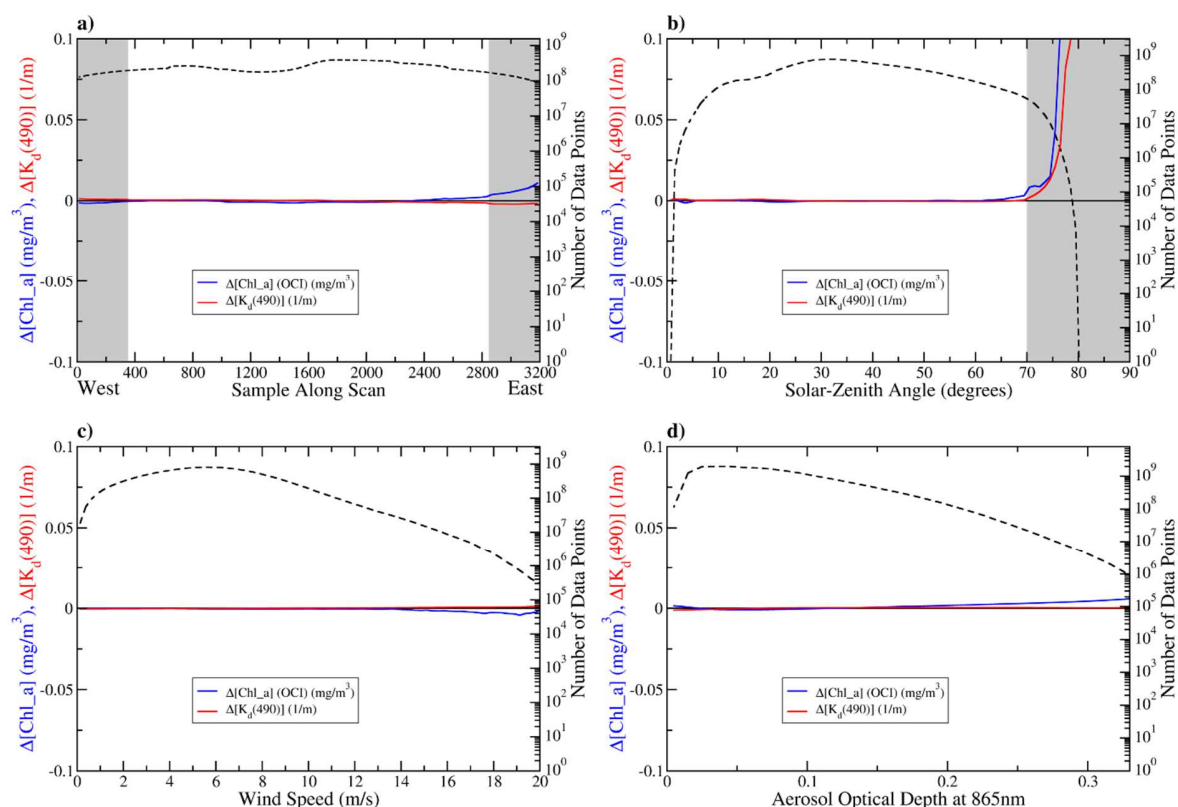 a)
0.1
0.05
0
-0.05
-0.1
Δ[Chl_a] (mg/m³), Δ[K_d(490)] (1/m)
10⁹
10⁸
10⁷
10⁶
10⁵
10⁴
10³
10²
10¹
10⁰
Number of Data Points
Δ[Chl_a] (OCI) (mg/m³)
Δ[K_d(490)] (1/m)
0 400 800 1200 1600 2000 2400 2800 3200
West Sample Along Scan East
b)
0.1
0.05
0
-0.05
-0.1
Δ[Chl_a] (mg/m³), Δ[K_d(490)] (1/m)
10⁹
10⁸
10⁷
10⁶
10⁵
10⁴
10³
10²
10¹
10⁰
Number of Data Points
Δ[Chl_a] (OCI) (mg/m³)
Δ[K_d(490)] (1/m)
0 10 20 30 40 50 60 70 80 90
Solar-Zenith Angle (degrees)
c)
0.1
0.05
0
-0.05
-0.1
Δ[Chl_a] (mg/m³), Δ[K_d(490)] (1/m)
10⁹
10⁸
10⁷
10⁶
10⁵
10⁴
10³
10²
10¹
10⁰
Number of Data Points
Δ[Chl_a] (OCI) (mg/m³)
Δ[K_d(490)] (1/m)
0 2 4 6 8 10 12 14 16 18 20
Wind Speed (m/s)
d)
0.1
0.05
0
-0.05
-0.1
Δ[Chl_a] (mg/m³), Δ[K_d(490)] (1/m)
10⁹
10⁸
10⁷
10⁶
10⁵
10⁴
10³
10²
10¹
10⁰
Number of Data Points
Δ[Chl_a] (OCI) (mg/m³)
Δ[K_d(490)] (1/m)
0 0.1 0.2 0.3
Aerosol Optical Depth at 865nm